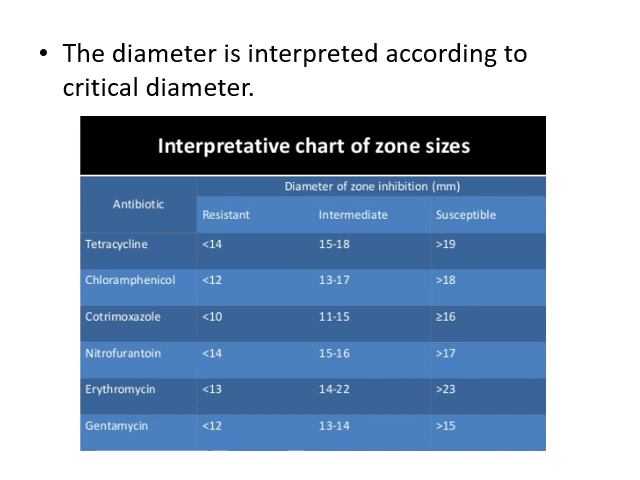 • The diameter is interpreted according to
critical diameter.
Interpretative chart of zone sizes
Antibiotic Diameter of zone inhibition (mm)
Resistant Intermediate Susceptible
Tetracycline <14 15-18 >19
Chloramphenicol <12 13-17 >18
Cotrimoxazole <10 11-15 ≥16
Nitrofurantoin <14 15-16 >17
Erythromycin <13 14-22 >23
Gentamycin <12 13-14 >15